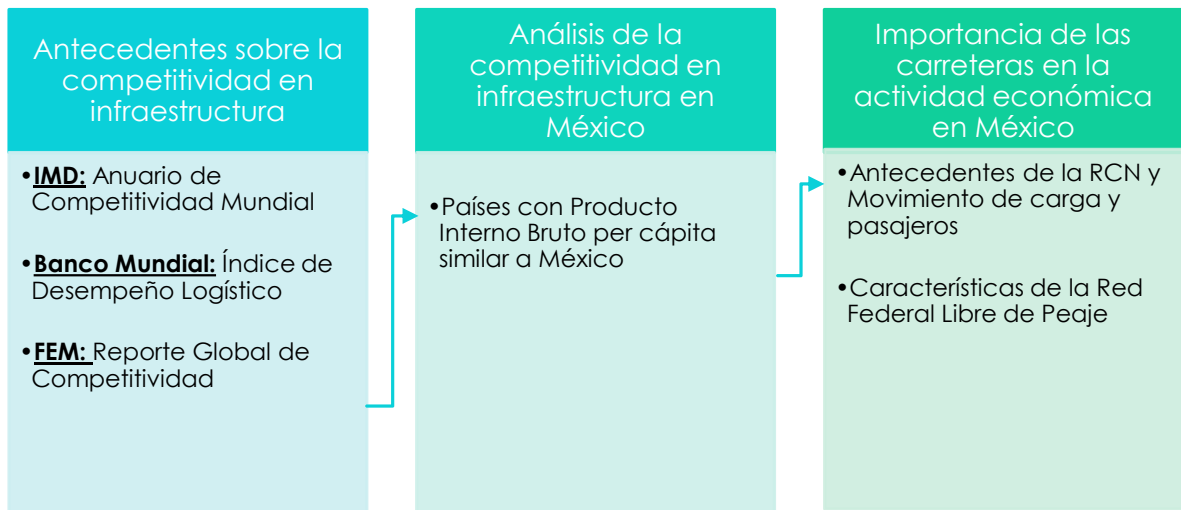 Antecedentes sobre la
competitividad en
infraestructura
•IMD: Anuario de
Competitividad Mundial
•Banco Mundial: Índice de
Desempeño Logístico
•FEM: Reporte Global de
Competitividad
Análisis de la
competitividad en
infraestructura en
México
•Países con Producto
Interno Bruto per cápita
similar a México
Importancia de las
carreteras en la
actividad económica
en México
•Antecedentes de la RCN y
Movimiento de carga y
pasajeros
•Características de la Red
Federal Libre de Peaje